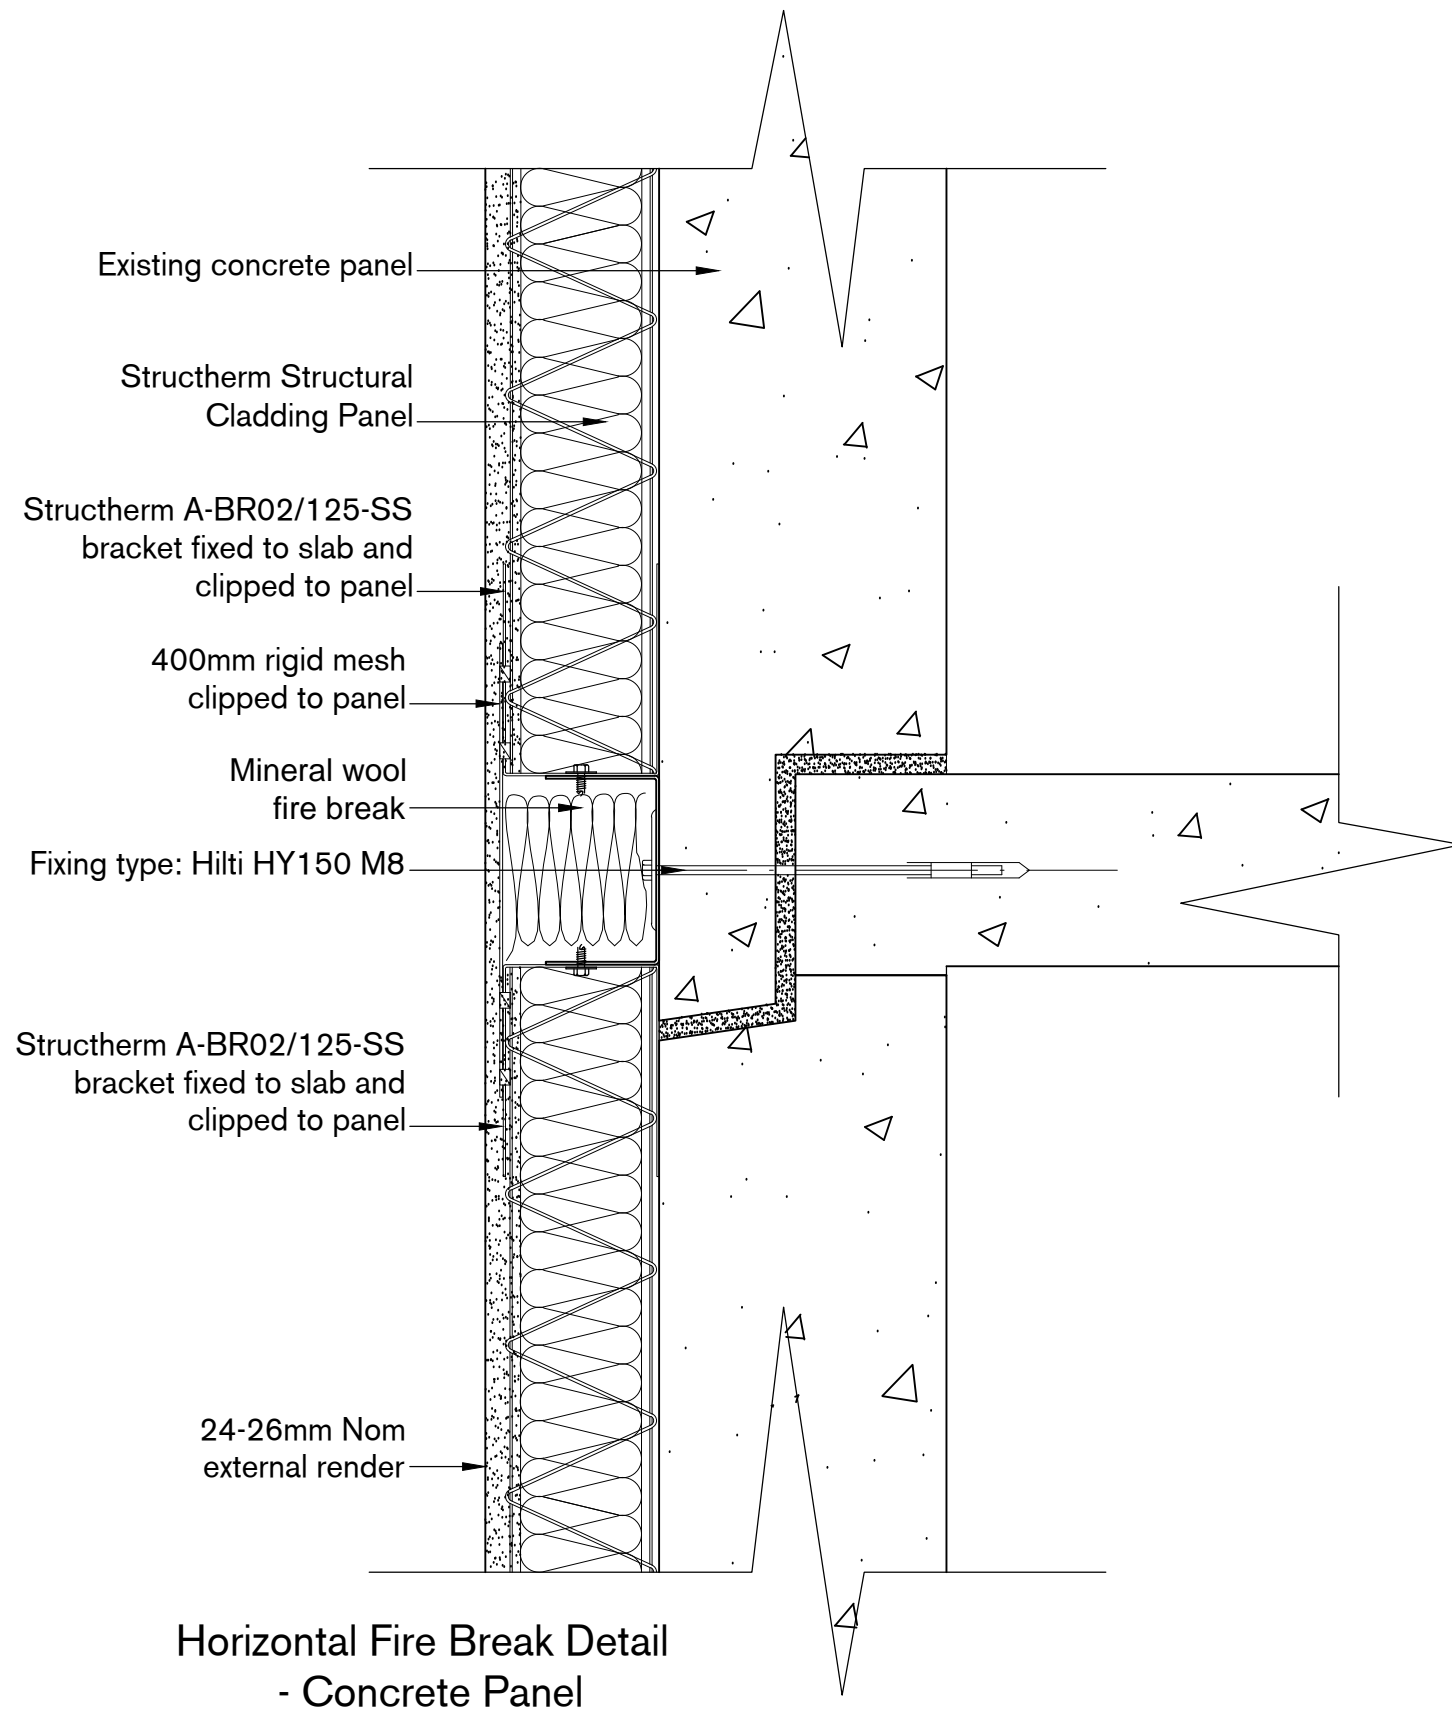 Existing concrete panel
Structherm Structural
Cladding Panel
Structherm A-BR02/125-SS
bracket fixed to slab and
clipped to panel
400mm rigid mesh
clipped to panel
Mineral wool
fire break
Fixing type: Hilti HY150 M8
Structherm A-BR02/125-SS
bracket fixed to slab and
clipped to panel
24-26mm Nom
external render
Horizontal Fire Break Detail
- Concrete Panel